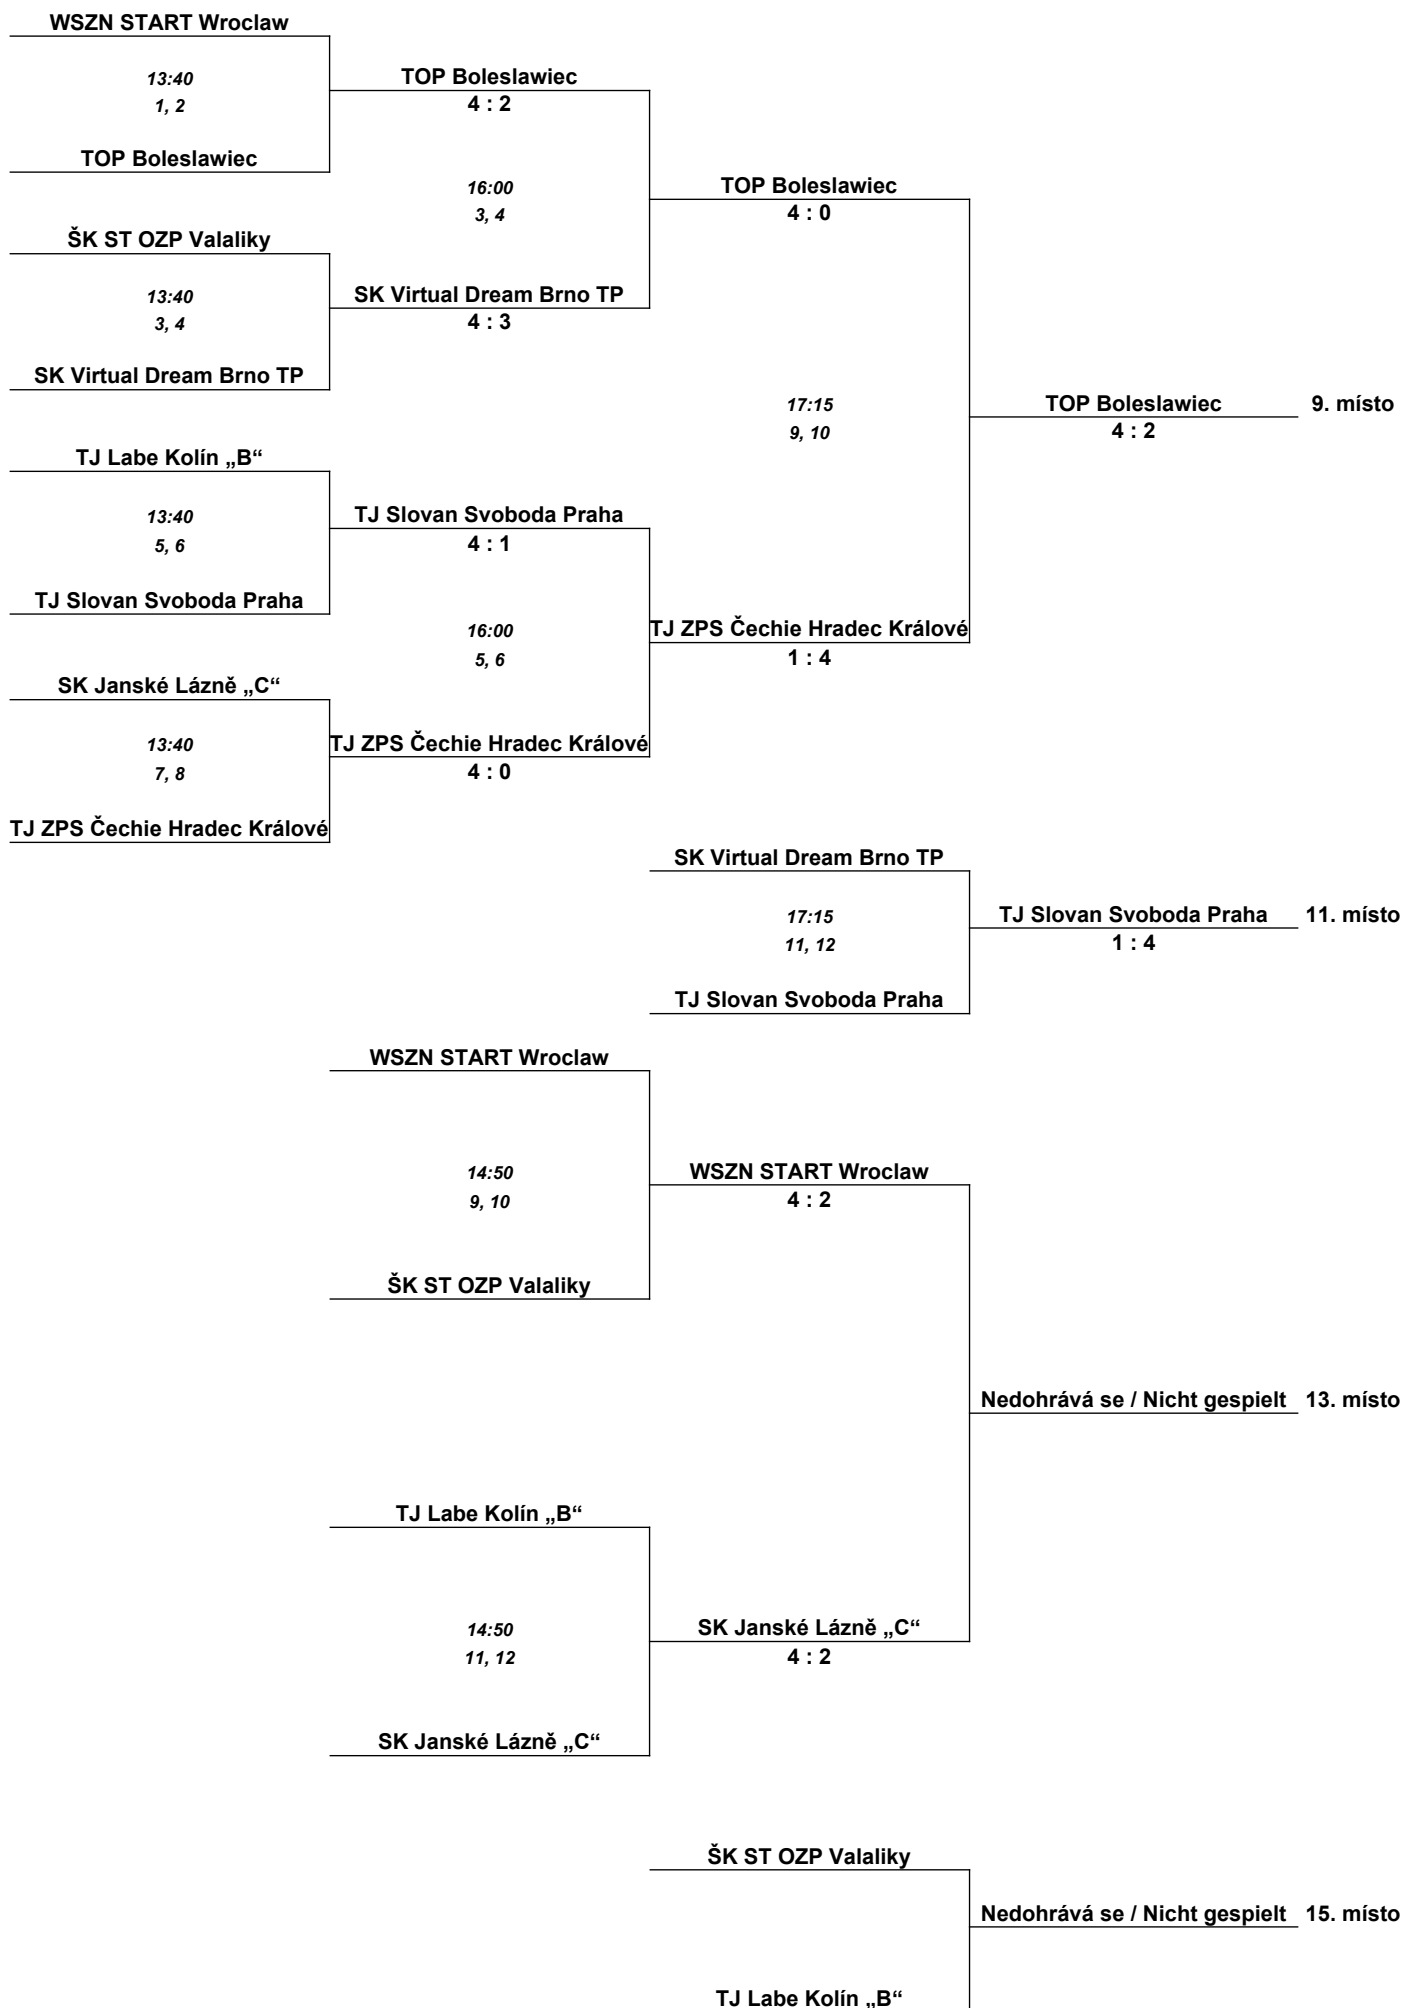 WSZN START Wroclaw
13:40
1, 2
TOP Boleslawiec
4 : 2
TOP Boleslawiec
16:00
3, 4
TOP Boleslawiec
4 : 0
ŠK ST OZP Valaliky
13:40
3, 4
SK Virtual Dream Brno TP
4 : 3
SK Virtual Dream Brno TP
17:15
9, 10
TOP Boleslawiec
4 : 2
9. místo
TJ Labe Kolín „B“
13:40
5, 6
TJ Slovan Svoboda Praha
4 : 1
TJ Slovan Svoboda Praha
16:00
5, 6
TJ ZPS Čechie Hradec Králové
1 : 4
SK Janské Lázně „C“
13:40
7, 8
TJ ZPS Čechie Hradec Králové
4 : 0
TJ ZPS Čechie Hradec Králové
SK Virtual Dream Brno TP
17:15
11, 12
TJ Slovan Svoboda Praha
1 : 4
11. místo
TJ Slovan Svoboda Praha
WSZN START Wroclaw
14:50
9, 10
WSZN START Wroclaw
4 : 2
ŠK ST OZP Valaliky
Nedohrává se / Nicht gespielt
13. místo
TJ Labe Kolín „B“
14:50
11, 12
SK Janské Lázně „C“
4 : 2
SK Janské Lázně „C“
ŠK ST OZP Valaliky
Nedohrává se / Nicht gespielt
15. místo
TJ Labe Kolín „B“